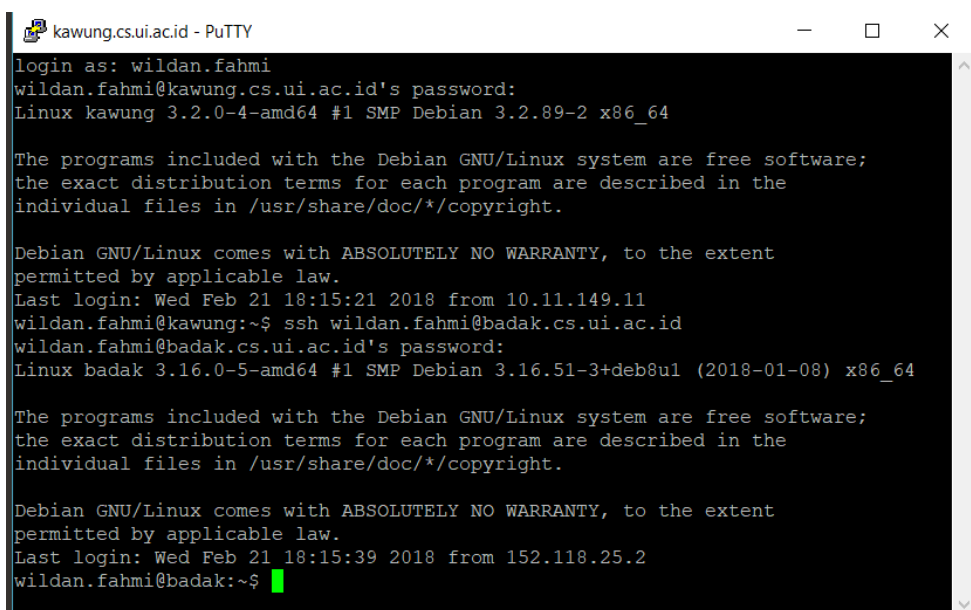 kawung.cs.ui.ac.id - PuTTY
login as: wildan.fahmi
wildan.fahmi@kawung.cs.ui.ac.id's password:
Linux kawung 3.2.0-4-amd64 #1 SMP Debian 3.2.89-2 x86_64
The programs included with the Debian GNU/Linux system are free software;
the exact distribution terms for each program are described in the
individual files in /usr/share/doc/*/copyright.
Debian GNU/Linux comes with ABSOLUTELY NO WARRANTY, to the extent
permitted by applicable law.
Last login: Wed Feb 21 18:15:21 2018 from 10.11.149.11
wildan.fahmi@kawung:~$ ssh wildan.fahmi@badak.cs.ui.ac.id
wildan.fahmi@badak.cs.ui.ac.id's password:
Linux badak 3.16.0-5-amd64 #1 SMP Debian 3.16.51-3+deb8u1 (2018-01-08) x86_64
The programs included with the Debian GNU/Linux system are free software;
the exact distribution terms for each program are described in the
individual files in /usr/share/doc/*/copyright.
Debian GNU/Linux comes with ABSOLUTELY NO WARRANTY, to the extent
permitted by applicable law.
Last login: Wed Feb 21 18:15:39 2018 from 152.118.25.2
wildan.fahmi@badak:~$